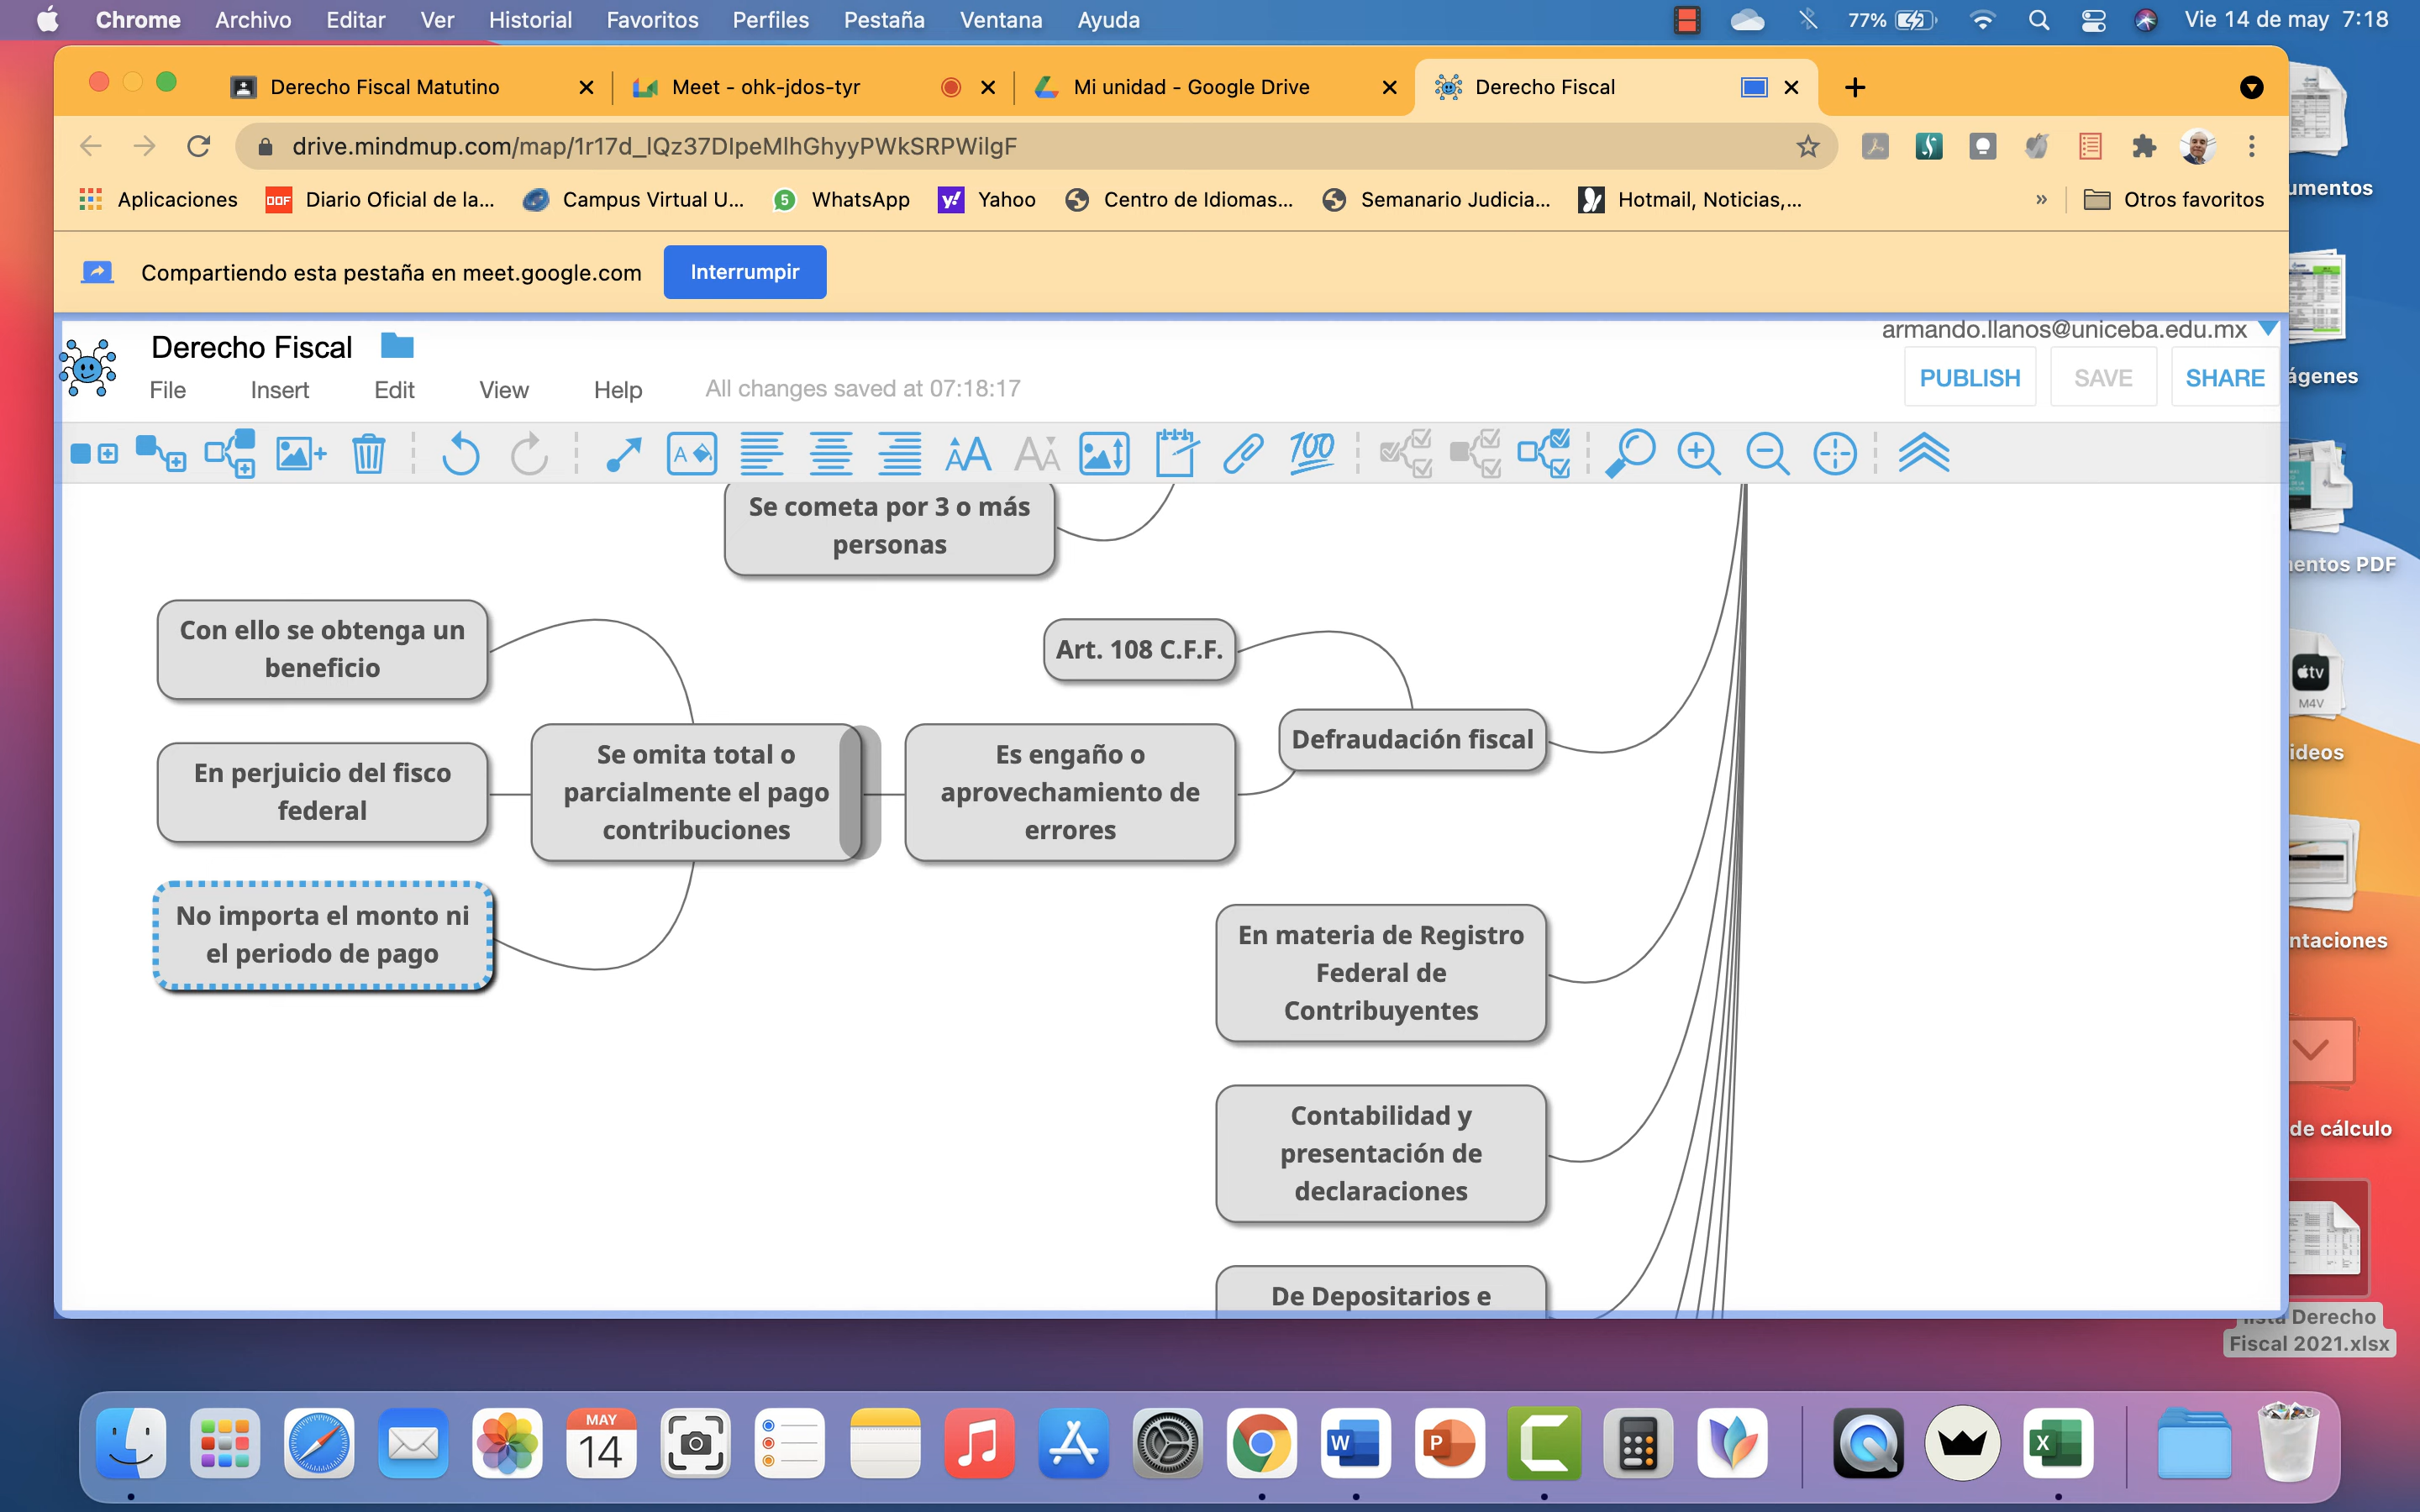 Chrome Archivo Editar Ver Historial Favoritos Perfiles Pestaña Ventana Ayuda 77% Vie 14 de may 7:18
Derecho Fiscal Matutino
Meet - ohk-jdos-tyr
Mi unidad - Google Drive
Derecho Fiscal
drive.mindmup.com/map/1r17d_lQz37DIpeMlhGhyyPWkSRPWilgF
Aplicaciones DOF Diario Oficial de la... Campus Virtual U... 5 WhatsApp Yahoo Centro de Idiomas... Semanario Judicia... Hotmail, Noticias,... » Otros favoritos
Compartiendo esta pestaña en meet.google.com Interrumpir
armando.llanos@uniceba.edu.mx
Derecho Fiscal
File Insert Edit View Help All changes saved at 07:18:17
PUBLISH SAVE SHARE
Se cometa por 3 o más
personas
Con ello se obtenga un
beneficio
Art. 108 C.F.F.
Defraudación fiscal
Se omita total o
parcialmente el pago
contribuciones
Es engaño o
aprovechamiento de
errores
En perjuicio del fisco
federal
No importa el monto ni
el periodo de pago
En materia de Registro
Federal de
Contribuyentes
Contabilidad y
presentación de
declaraciones
De Depositarios e
umentos
ágenes
entos PDF
tv
M4V
ideos
ntaciones
de cálculo
lista Derecho
Fiscal 2021.xlsx
MAY
14